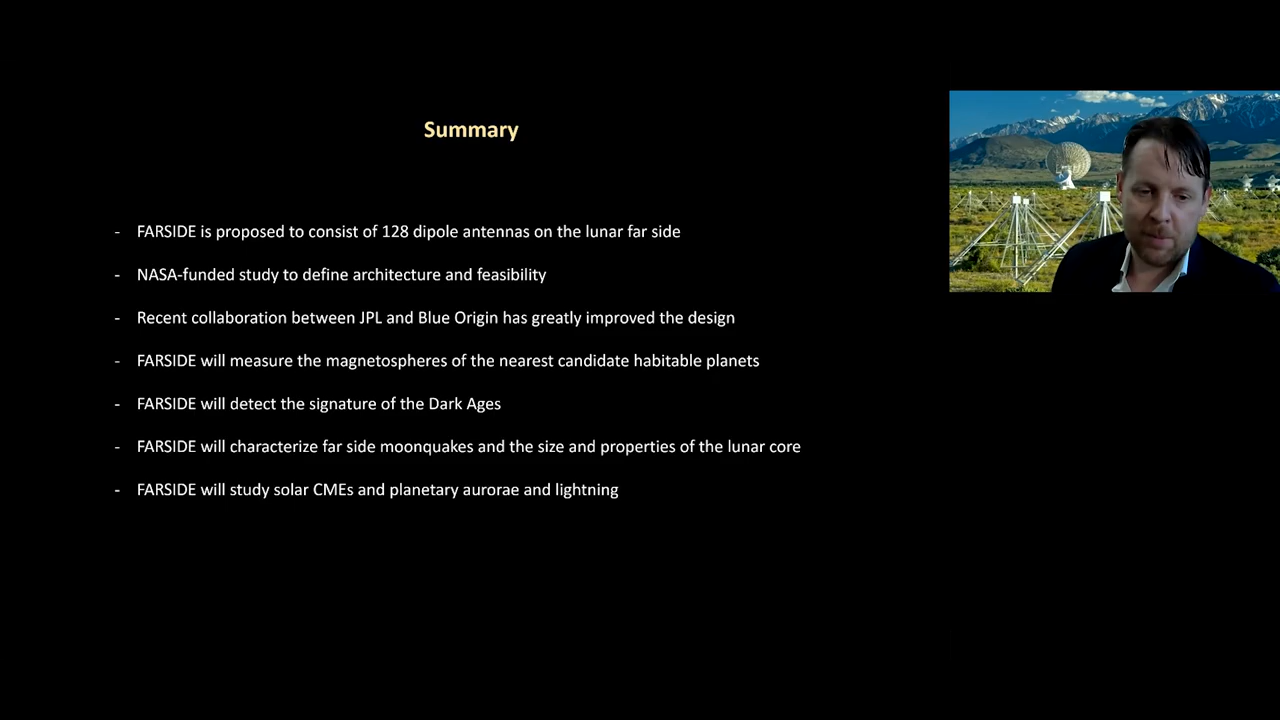 Summary
- FARSIDE is proposed to consist of 128 dipole antennas on the lunar far side
- NASA-funded study to define architecture and feasibility
- Recent collaboration between JPL and Blue Origin has greatly improved the design
- FARSIDE will measure the magnetospheres of the nearest candidate habitable planets
- FARSIDE will detect the signature of the Dark Ages
- FARSIDE will characterize far side moonquakes and the size and properties of the lunar core
- FARSIDE will study solar CMEs and planetary aurorae and lightning